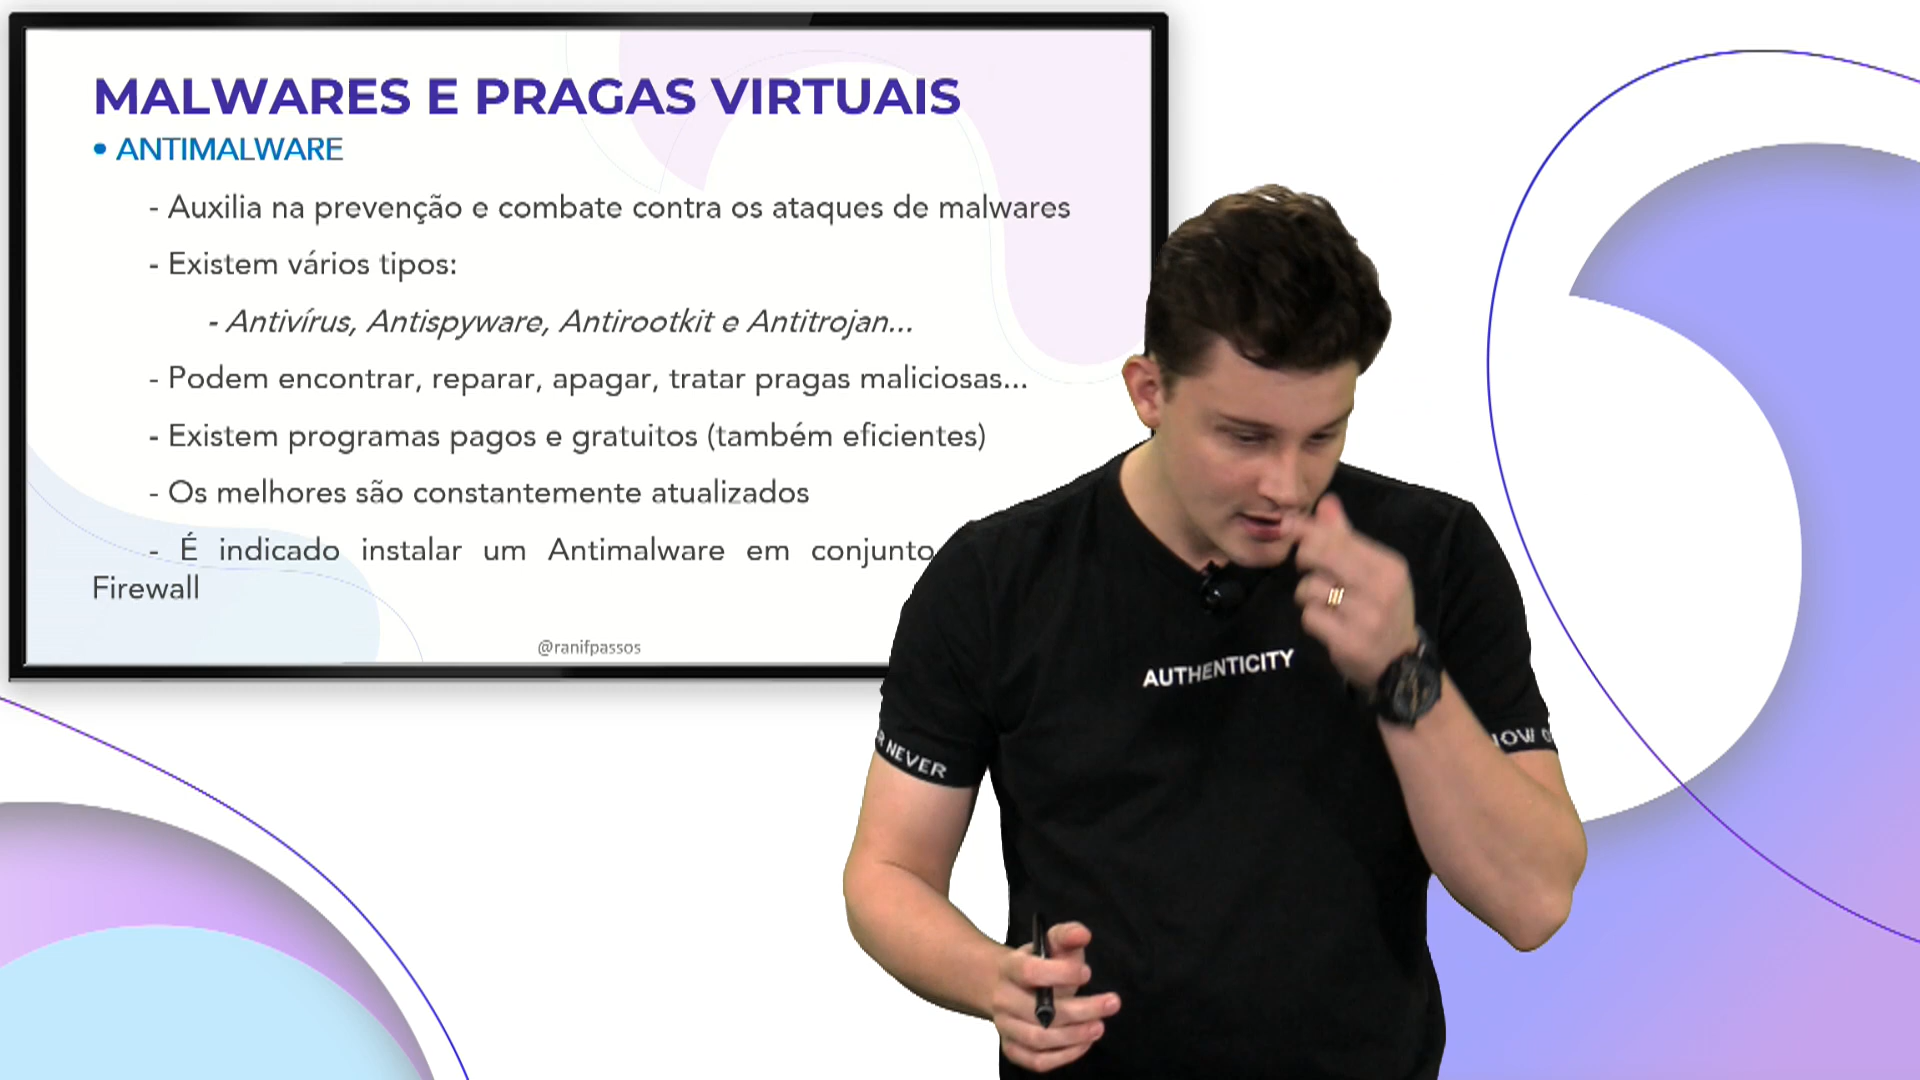 MALWARES E PRAGAS VIRTUAIS
• ANTIMALWARE
- Auxilia na prevenção e combate contra os ataques de malwares
- Existem vários tipos:
- Antivírus, Antispyware, Antirootkit e Antitrojan...
- Podem encontrar, reparar, apagar, tratar pragas maliciosas...
- Existem programas pagos e gratuitos (também eficientes)
- Os melhores são constantemente atualizados
- É indicado instalar um Antimalware em conjunto
Firewall
@ranifpassos
AUTHENTICITY
R NEVER
NOW O